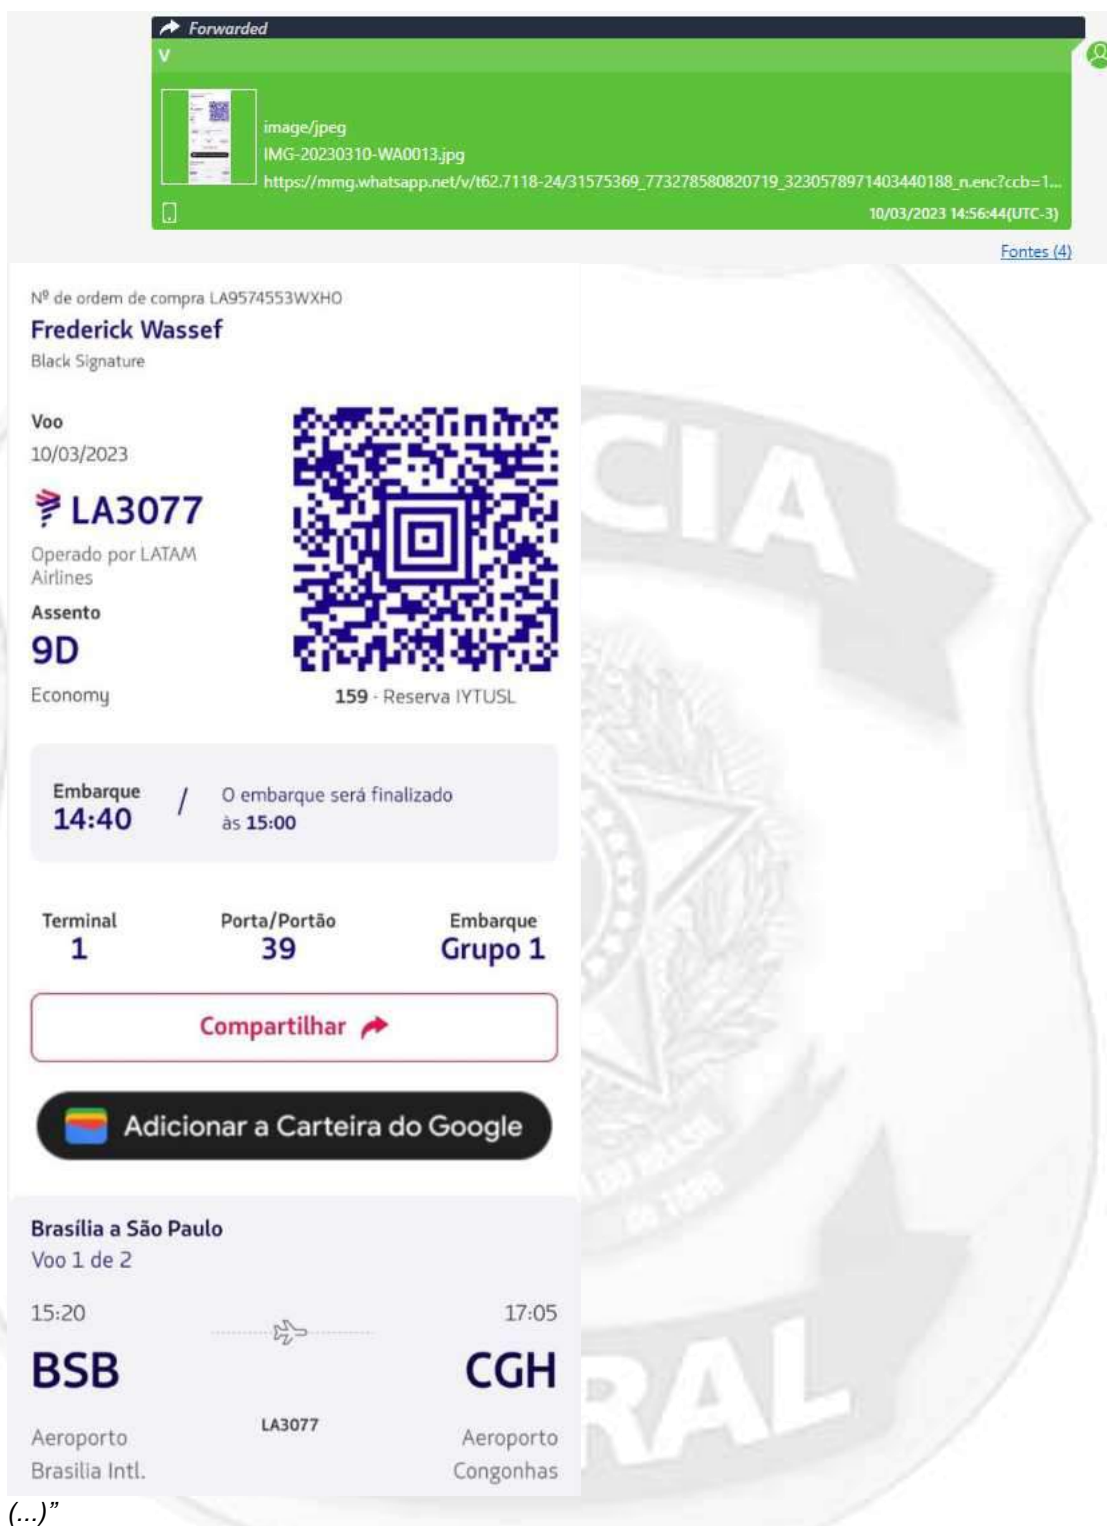 Forwarded
V
image/jpeg
IMG-20230310-WA0013.jpg
https://mmg.whatsapp.net/v/t62.7118-24/31575369_773278580820719_3230578971403440188_n.enc?ccb=1...
10/03/2023 14:56:44(UTC-3)
Fontes (4)
Nº de ordem de compra LA9574553WXHO
Frederick Wassef
Black Signature
Voo
10/03/2023
LA3077
Operado por LATAM
Airlines
Assento
9D
Economy
159 · Reserva IYTUSL
Embarque
14:40
/
O embarque será finalizado
às 15:00
Terminal Porta/Portão Embarque
1 39 Grupo 1
Compartilhar
Adicionar a Carteira do Google
Brasília a São Paulo
Voo 1 de 2
15:20 17:05
BSB CGH
LA3077
Aeroporto Aeroporto
Brasilia Intl. Congonhas
(...)”
CIA
RAL